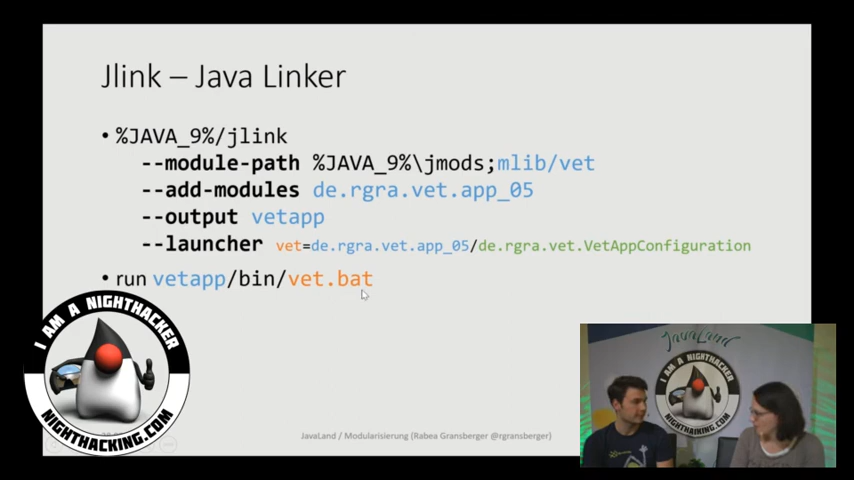 Jlink – Java Linker
• %JAVA_9%/jlink
--module-path %JAVA_9%\jmods;mlib/vet
--add-modules de.rgra.vet.app_05
--output vetapp
--launcher vet=de.rgra.vet.app_05/de.rgra.vet.VetAppConfiguration
• run vetapp/bin/vet.bat
I AM A NIGHTHACKER
NIGHTHACKING.COM
JavaLand / Modularisierung (Rabea Gransberger @rgransberger)
JavaLand
I AM A NIGHTHACKER
NIGHTHACKING.COM